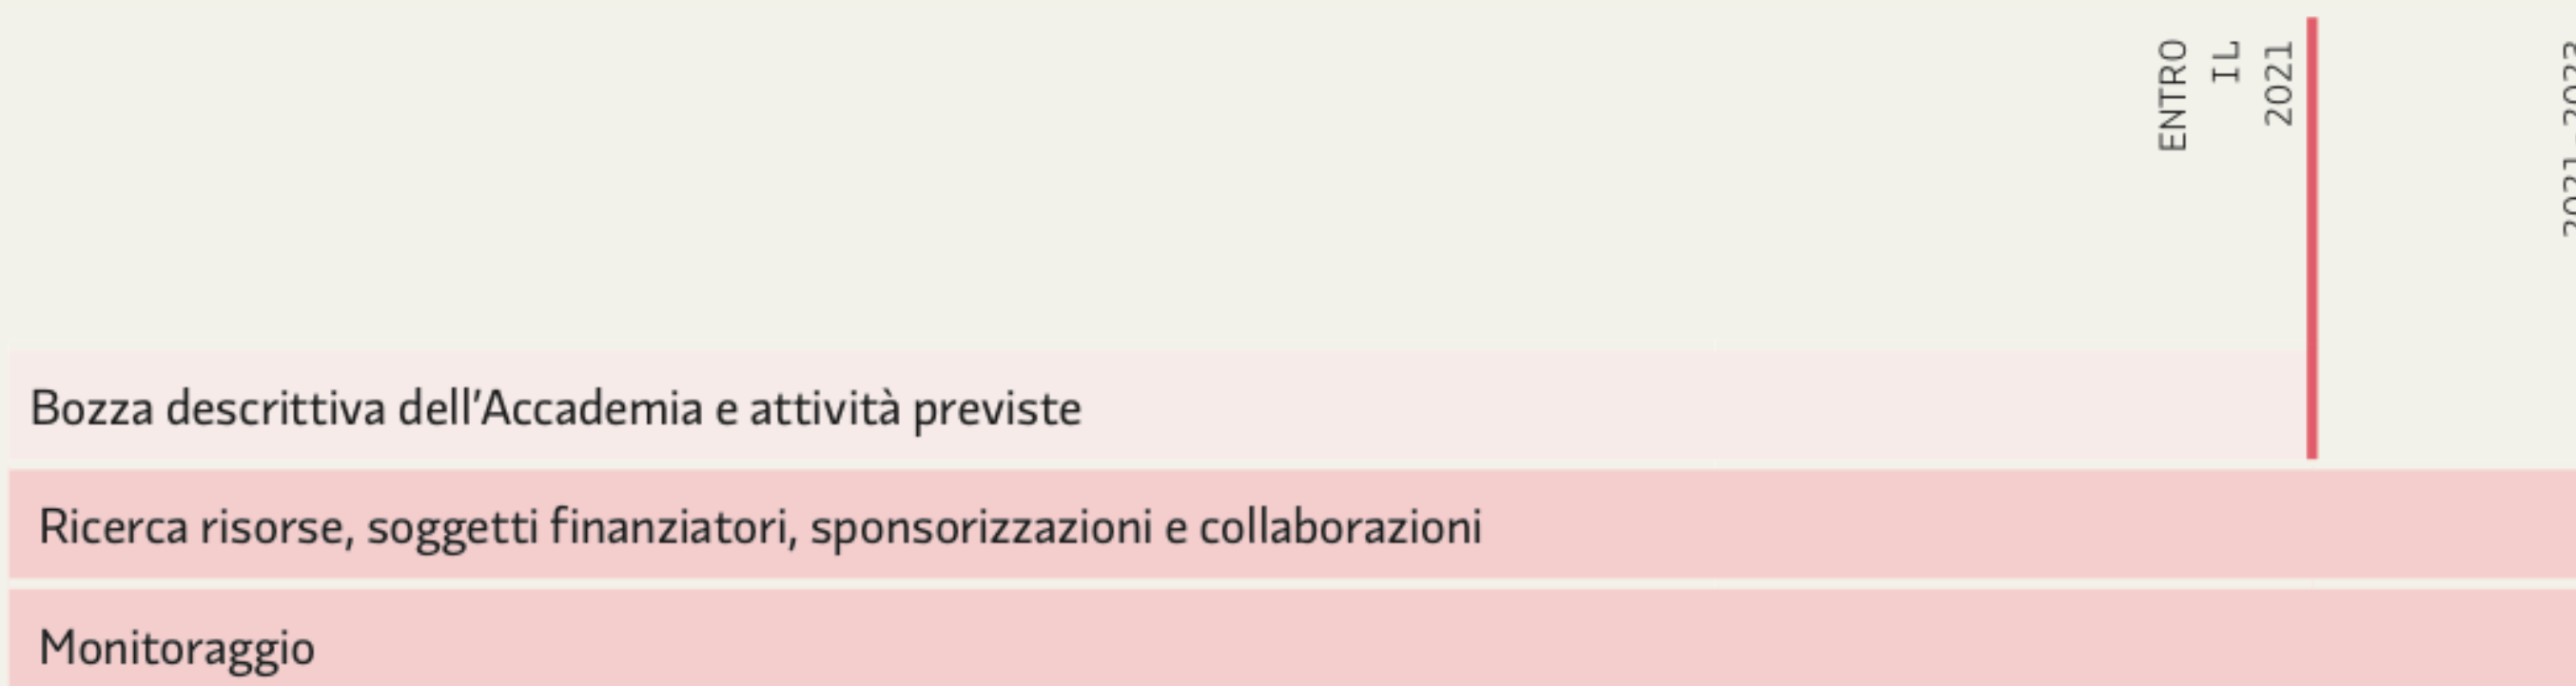 ENTRO
IL
2021
Bozza descrittiva dell'Accademia e attività previste
Ricerca risorse, soggetti finanziatori, sponsorizzazioni e collaborazioni
Monitoraggio